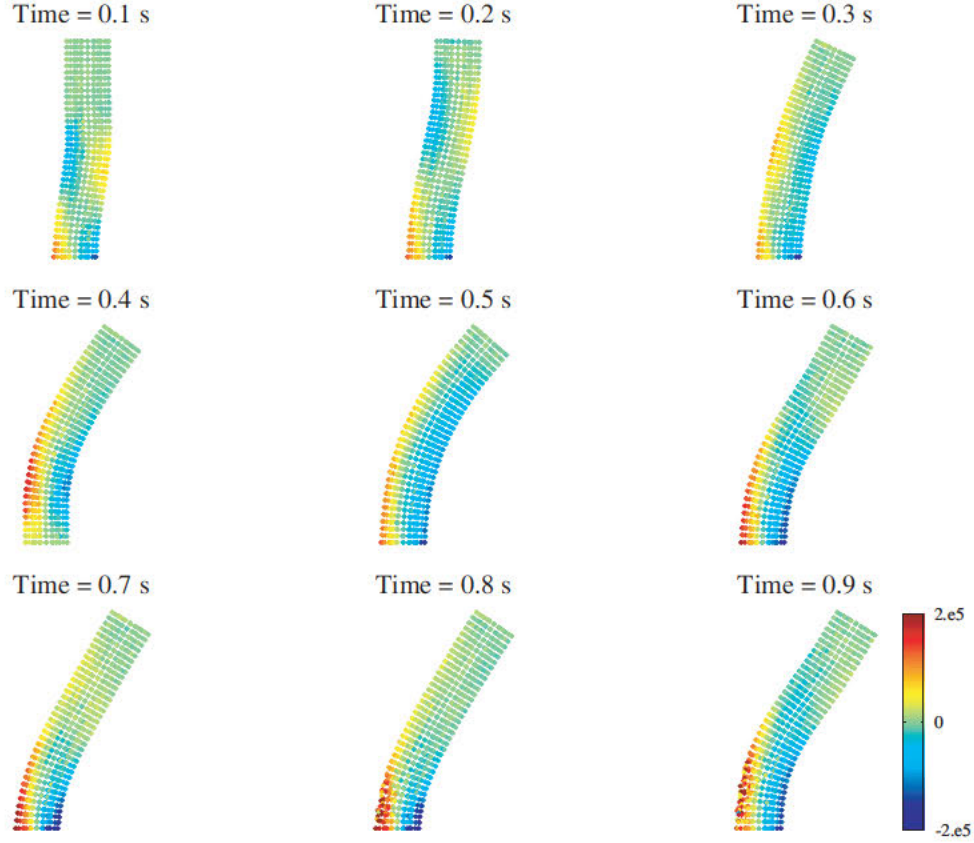 Time = 0.1 s
Time = 0.2 s
Time = 0.3 s
Time = 0.4 s
Time = 0.5 s
Time = 0.6 s
Time = 0.7 s
Time = 0.8 s
Time = 0.9 s
2.e5
0
-2.e5